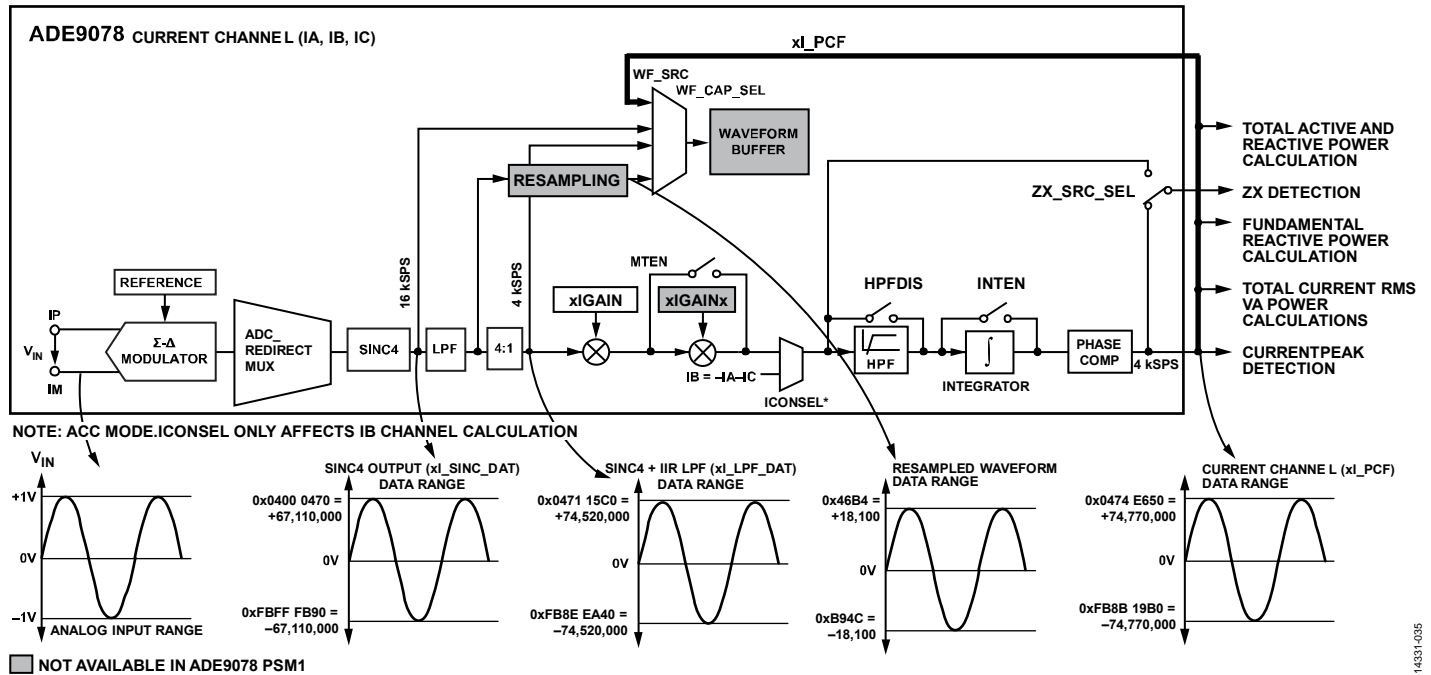 ADE9078 CURRENT CHANNEL (IA, IB, IC)
xI_PCF
WF_SRC
WF_CAP_SEL
WAVEFORM
BUFFER
RESAMPLING
TOTAL ACTIVE AND
REACTIVE POWER
CALCULATION
ZX_SRC_SEL
ZX DETECTION
FUNDAMENTAL
REACTIVE POWER
CALCULATION
TOTAL CURRENT RMS
VA POWER
CALCULATIONS
CURRENTPEAK
DETECTION
REFERENCE
IP
VIN
IM
Σ-Δ
MODULATOR
ADC_
REDIRECT
MUX
SINC4
16 kSPS
LPF
4:1
4 kSPS
xIGAIN
MTEN
xIGAINx
IB = –IA–IC
ICONSEL*
HPFDIS
HPF
INTEN
∫
INTEGRATOR
PHASE
COMP
4 kSPS
NOTE: ACC MODE.ICONSEL ONLY AFFECTS IB CHANNEL CALCULATION
VIN
+1V
0V
–1V
ANALOG INPUT RANGE
SINC4 OUTPUT (xI_SINC_DAT)
DATA RANGE
0x0400 0470 =
+67,110,000
0V
0xFBFF FB90 =
–67,110,000
SINC4 + IIR LPF (xI_LPF_DAT)
DATA RANGE
0x0471 15C0 =
+74,520,000
0V
0xFB8E EA40 =
–74,520,000
RESAMPLED WAVEFORM
DATA RANGE
0x46B4 =
+18,100
0V
0xB94C =
–18,100
CURRENT CHANNEL (xI_PCF)
DATA RANGE
0x0474 E650 =
+74,770,000
0V
0xFB8B 19B0 =
–74,770,000
NOT AVAILABLE IN ADE9078 PSM1
14331-035